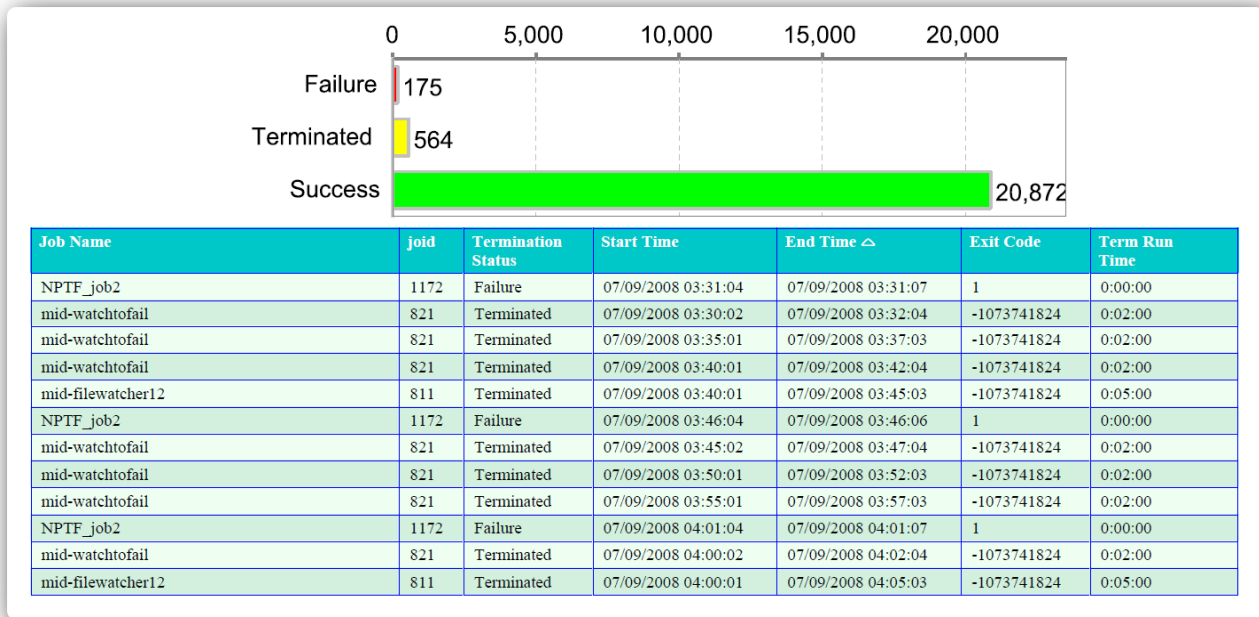 0 5,000 10,000 15,000 20,000
Failure 175
Terminated 564
Success 20,872
Job Name joid Termination Status Start Time End Time △ Exit Code Term Run Time
NPTF_job2 1172 Failure 07/09/2008 03:31:04 07/09/2008 03:31:07 1 0:00:00
mid-watchtofail 821 Terminated 07/09/2008 03:30:02 07/09/2008 03:32:04 -1073741824 0:02:00
mid-watchtofail 821 Terminated 07/09/2008 03:35:01 07/09/2008 03:37:03 -1073741824 0:02:00
mid-watchtofail 821 Terminated 07/09/2008 03:40:01 07/09/2008 03:42:04 -1073741824 0:02:00
mid-filewatcher12 811 Terminated 07/09/2008 03:40:01 07/09/2008 03:45:03 -1073741824 0:05:00
NPTF_job2 1172 Failure 07/09/2008 03:46:04 07/09/2008 03:46:06 1 0:00:00
mid-watchtofail 821 Terminated 07/09/2008 03:45:02 07/09/2008 03:47:04 -1073741824 0:02:00
mid-watchtofail 821 Terminated 07/09/2008 03:50:01 07/09/2008 03:52:03 -1073741824 0:02:00
mid-watchtofail 821 Terminated 07/09/2008 03:55:01 07/09/2008 03:57:03 -1073741824 0:02:00
NPTF_job2 1172 Failure 07/09/2008 04:01:04 07/09/2008 04:01:07 1 0:00:00
mid-watchtofail 821 Terminated 07/09/2008 04:00:02 07/09/2008 04:02:04 -1073741824 0:02:00
mid-filewatcher12 811 Terminated 07/09/2008 04:00:01 07/09/2008 04:05:03 -1073741824 0:05:00